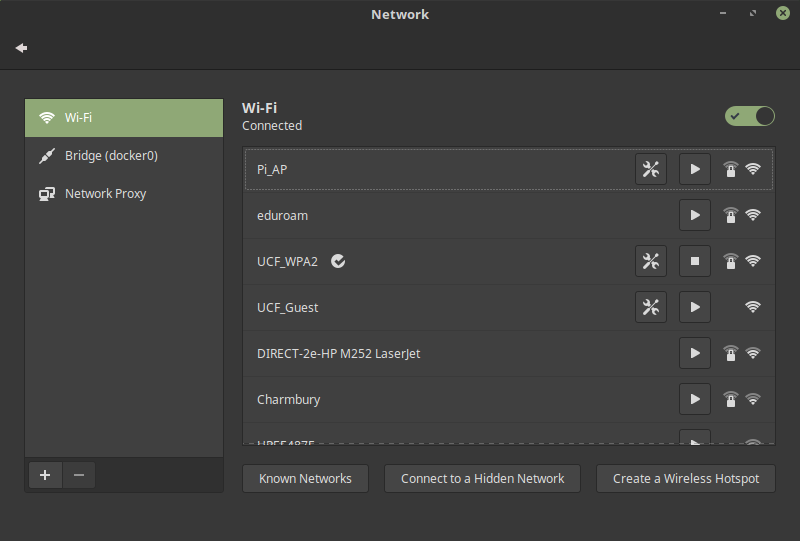 Network
Wi-Fi
Bridge (docker0)
Network Proxy
Wi-Fi
Connected
Pi_AP
eduroam
UCF_WPA2
UCF_Guest
DIRECT-2e-HP M252 LaserJet
Charmbury
Known Networks
Connect to a Hidden Network
Create a Wireless Hotspot